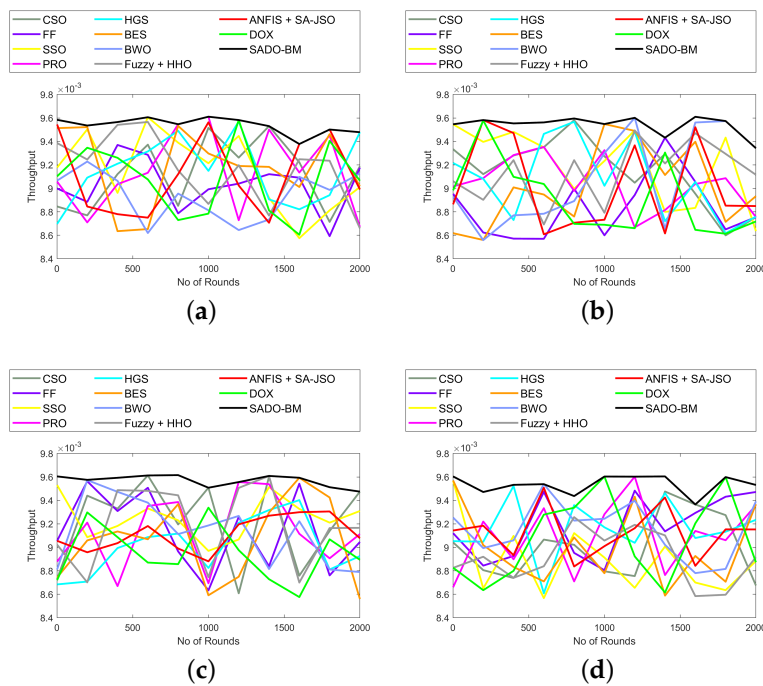 CSO HGS ANFIS + SA-JSO
FF BES DOX
SSO BWO SADO-BM
PRO Fuzzy + HHO
×10⁻³
9.8
9.6
9.4
9.2
9
8.8
8.6
8.4
Throughput
0 500 1000 1500 2000
No of Rounds
(a)
CSO HGS ANFIS + SA-JSO
FF BES DOX
SSO BWO SADO-BM
PRO Fuzzy + HHO
×10⁻³
9.8
9.6
9.4
9.2
9
8.8
8.6
8.4
Throughput
0 500 1000 1500 2000
No of Rounds
(b)
CSO HGS ANFIS + SA-JSO
FF BES DOX
SSO BWO SADO-BM
PRO Fuzzy + HHO
×10⁻³
9.8
9.6
9.4
9.2
9
8.8
8.6
8.4
Throughput
0 500 1000 1500 2000
No of Rounds
(c)
CSO HGS ANFIS + SA-JSO
FF BES DOX
SSO BWO SADO-BM
PRO Fuzzy + HHO
×10⁻³
9.8
9.6
9.4
9.2
9
8.8
8.6
8.4
Throughput
0 500 1000 1500 2000
No of Rounds
(d)